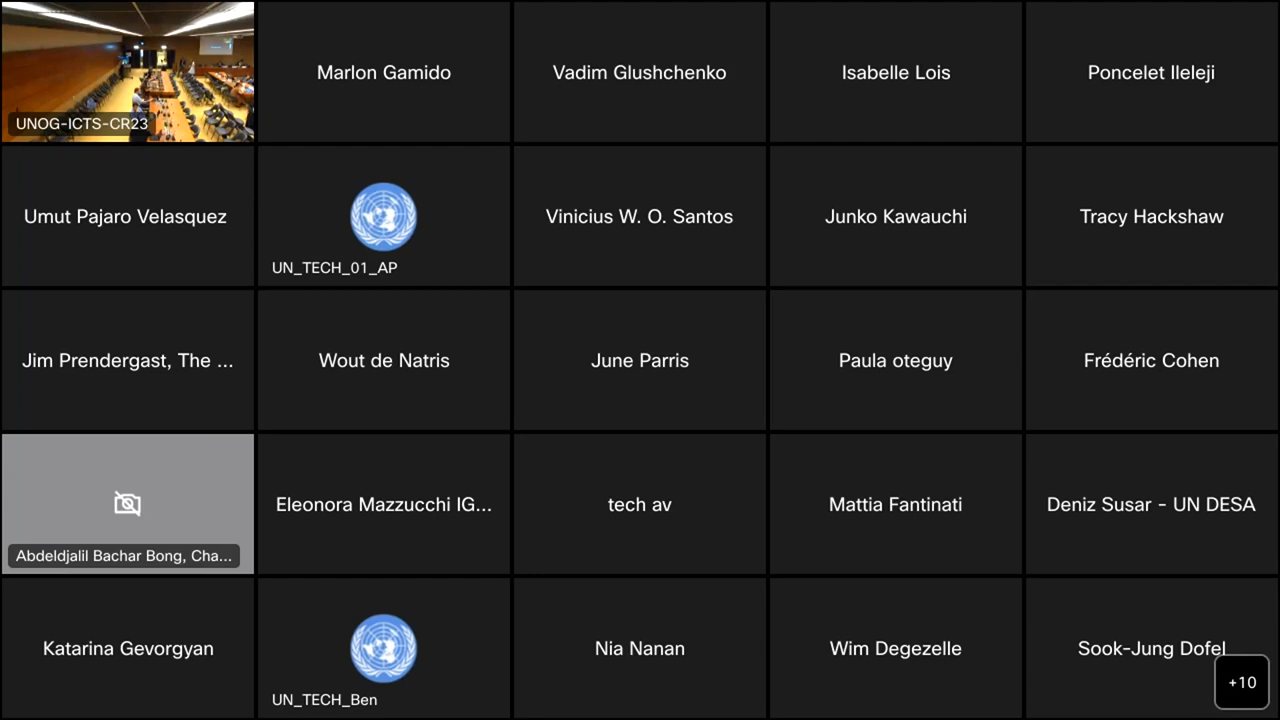 UNOG-ICTS-CR23
Marlon Gamido
Vadim Glushchenko
Isabelle Lois
Poncelet Ileleji
Umut Pajaro Velasquez
UN_TECH_01_AP
Vinicius W. O. Santos
Junko Kawauchi
Tracy Hackshaw
Jim Prendergast, The ...
Wout de Natris
June Parris
Paula oteguy
Frédéric Cohen
Abdeldjalil Bachar Bong, Cha...
Eleonora Mazzucchi IG...
tech av
Mattia Fantinati
Deniz Susar - UN DESA
Katarina Gevorgyan
UN_TECH_Ben
Nia Nanan
Wim Degezelle
Sook-Jung Dofel
+10